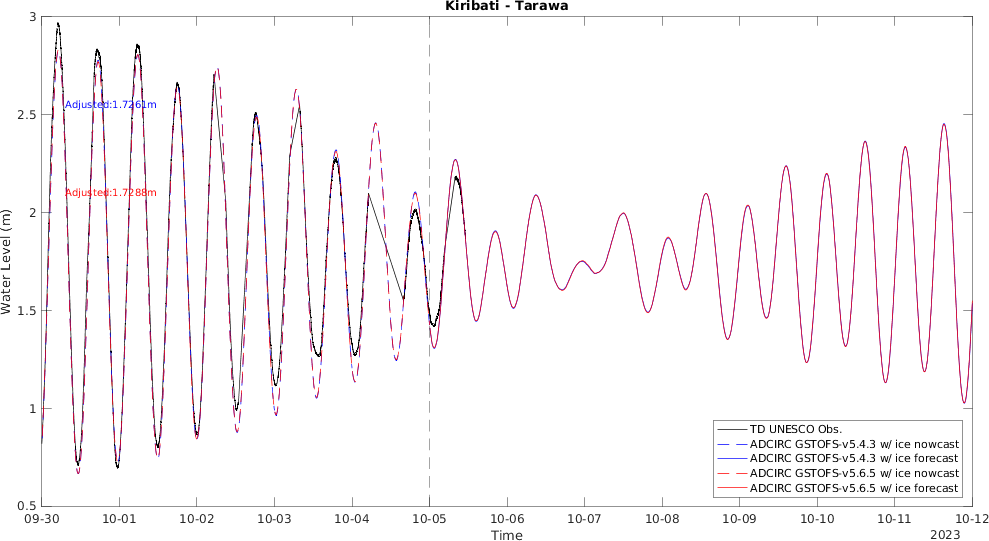 Kiribati - Tarawa
3
2.5
2
1.5
1
0.5
Water Level (m)
Adjusted:1.7261m
Adjusted:1.7288m
TD UNESCO Obs.
ADCIRC GSTOFS-v5.4.3 w/ ice nowcast
ADCIRC GSTOFS-v5.4.3 w/ ice forecast
ADCIRC GSTOFS-v5.6.5 w/ ice nowcast
ADCIRC GSTOFS-v5.6.5 w/ ice forecast
09-30 10-01 10-02 10-03 10-04 10-05 10-06 10-07 10-08 10-09 10-10 10-11 10-12
Time
2023